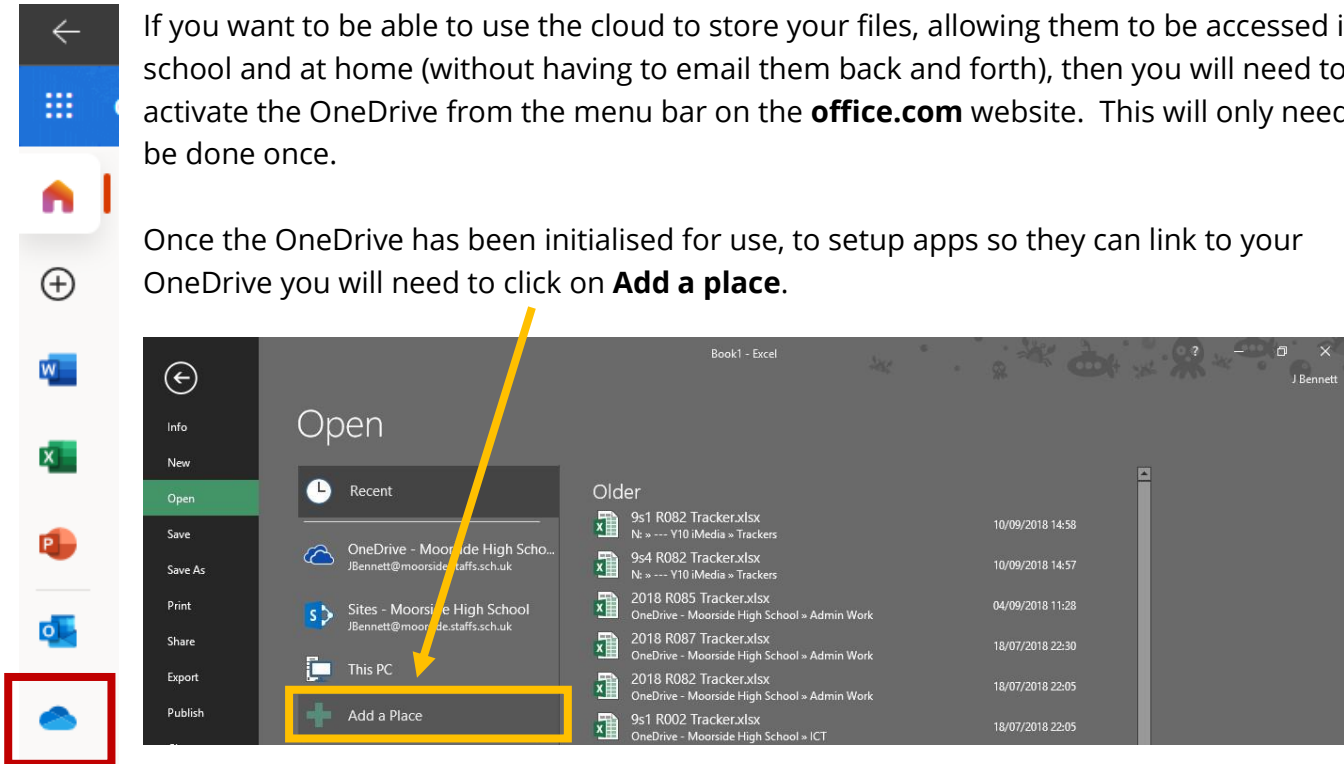 If you want to be able to use the cloud to store your files, allowing them to be accessed i
school and at home (without having to email them back and forth), then you will need to
activate the OneDrive from the menu bar on the office.com website.  This will only need
be done once.
Once the OneDrive has been initialised for use, to setup apps so they can link to your
OneDrive you will need to click on Add a place.
Book1 - Excel
?
J Bennett
Info
New
Open
Save
Save As
Print
Share
Export
Publish
Open
Recent
OneDrive - Moorside High Scho...
JBennett@moorside.staffs.sch.uk
Sites - Moorside High School
JBennett@moorside.staffs.sch.uk
This PC
Add a Place
Older
9s1 R082 Tracker.xlsx
N: » --- Y10 iMedia » Trackers
10/09/2018 14:58
9s4 R082 Tracker.xlsx
N: » --- Y10 iMedia » Trackers
10/09/2018 14:57
2018 R085 Tracker.xlsx
OneDrive - Moorside High School » Admin Work
04/09/2018 11:28
2018 R087 Tracker.xlsx
OneDrive - Moorside High School » Admin Work
18/07/2018 22:30
2018 R082 Tracker.xlsx
OneDrive - Moorside High School » Admin Work
18/07/2018 22:05
9s1 R002 Tracker.xlsx
OneDrive - Moorside High School » ICT
18/07/2018 22:05
W
X
P
O